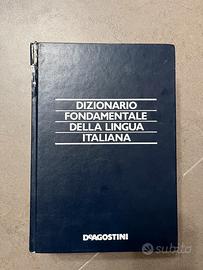 DIZIONARIO
FONDAMENTALE
DELLA LINGUA
ITALIANA
DEAGOSTINI
subito